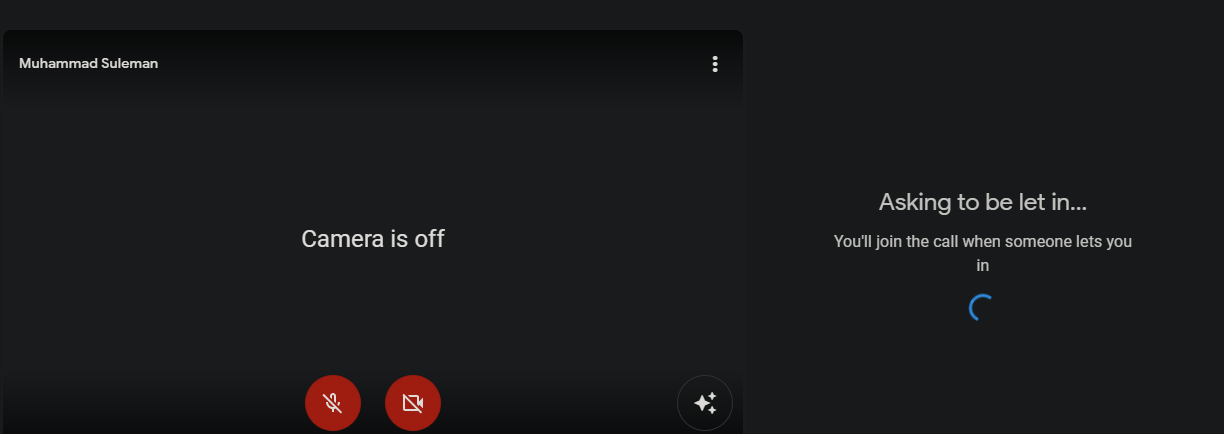 Muhammad Suleman
Camera is off
Asking to be let in...
You'll join the call when someone lets you
in